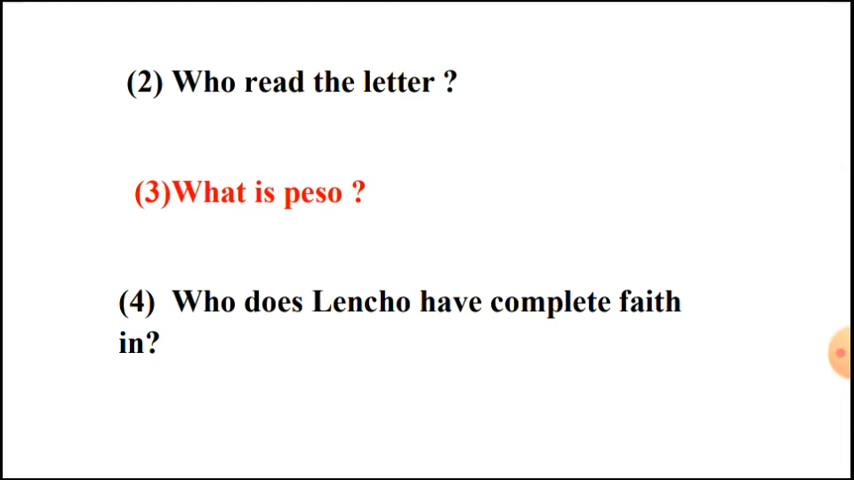 (2) Who read the letter ?
(3)What is peso ?
(4) Who does Lencho have complete faith
in?